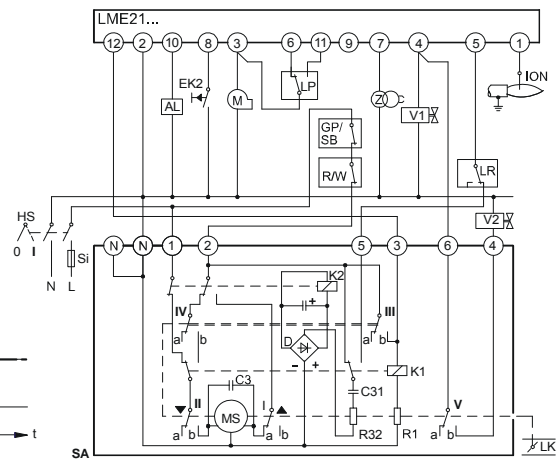 LME21...
12 2 10 8 3 6 11 9 7 4 5 1
EK2
ION
AL
M
LP
Z
C
V1
GP/
SB
R/W
LR
HS
V2
0 I
Si
N L
N N 1 2 5 3 6 4
K2
+
IV
III
a b
a b
D
- +
K1
C3
C31
II
MS
I
V
a b
a b
R32
R1
a b
LK
t
SA